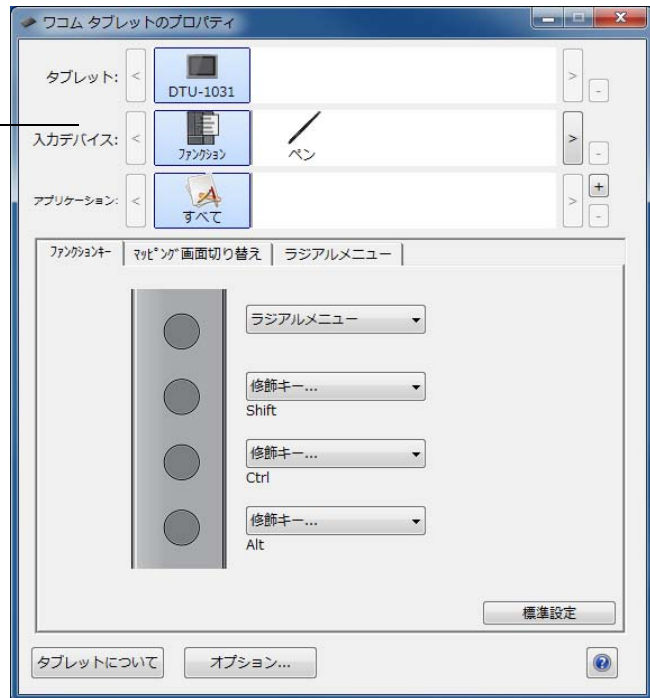 ワコム タブレットのプロパティ
タブレット:
DTU-1031
入力デバイス:
ファンクション
ペン
アプリケーション:
すべて
ファンクションキー マッピング画面切り替え ラジアルメニュー
ラジアルメニュー
修飾キー...
Shift
修飾キー...
Ctrl
修飾キー...
Alt
標準設定
タブレットについて オプション...